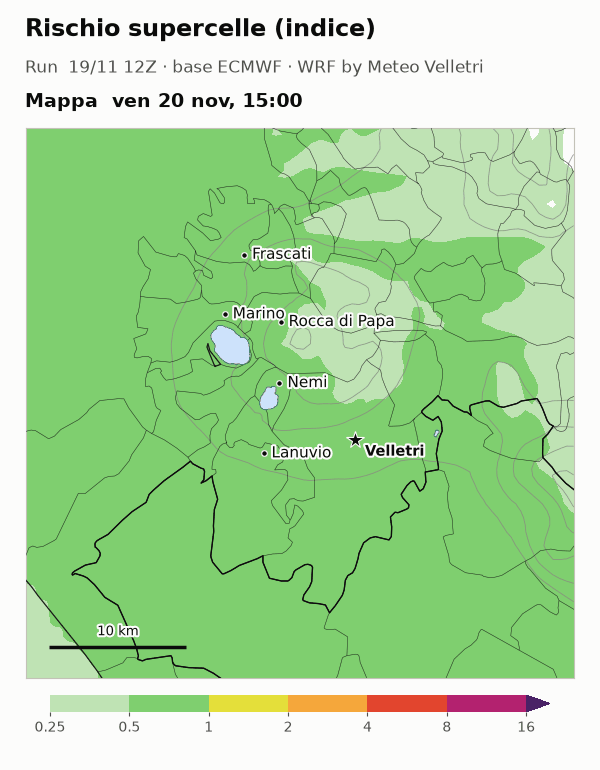 Rischio supercelle (indice)
Run  19/11 12Z · base ECMWF · WRF by Meteo Velletri
Mappa  ven 20 nov, 15:00
Frascati
Marino
Rocca di Papa
Nemi
Velletri
Lanuvio
10 km
0.25 0.5 1 2 4 8 16